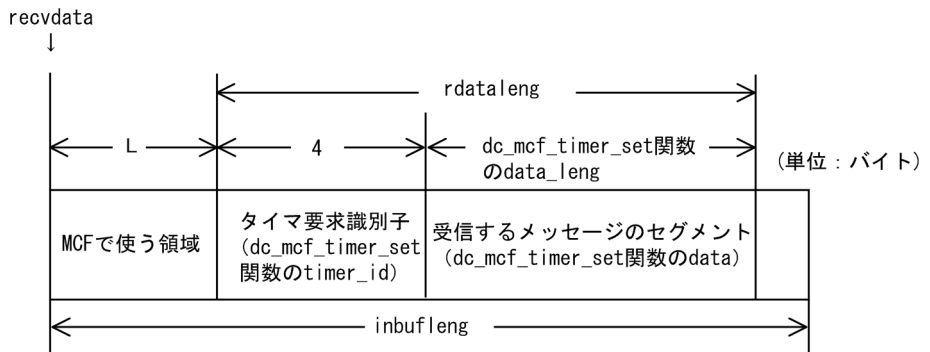 recvdata
↓
rdataleng
L
4
dc_mcf_timer_set関数
のdata_leng
(単位：バイト)
MCFで使う領域
タイマ要求識別子
(dc_mcf_timer_set
関数のtimer_id)
受信するメッセージのセグメント
(dc_mcf_timer_set関数のdata)
inbufleng